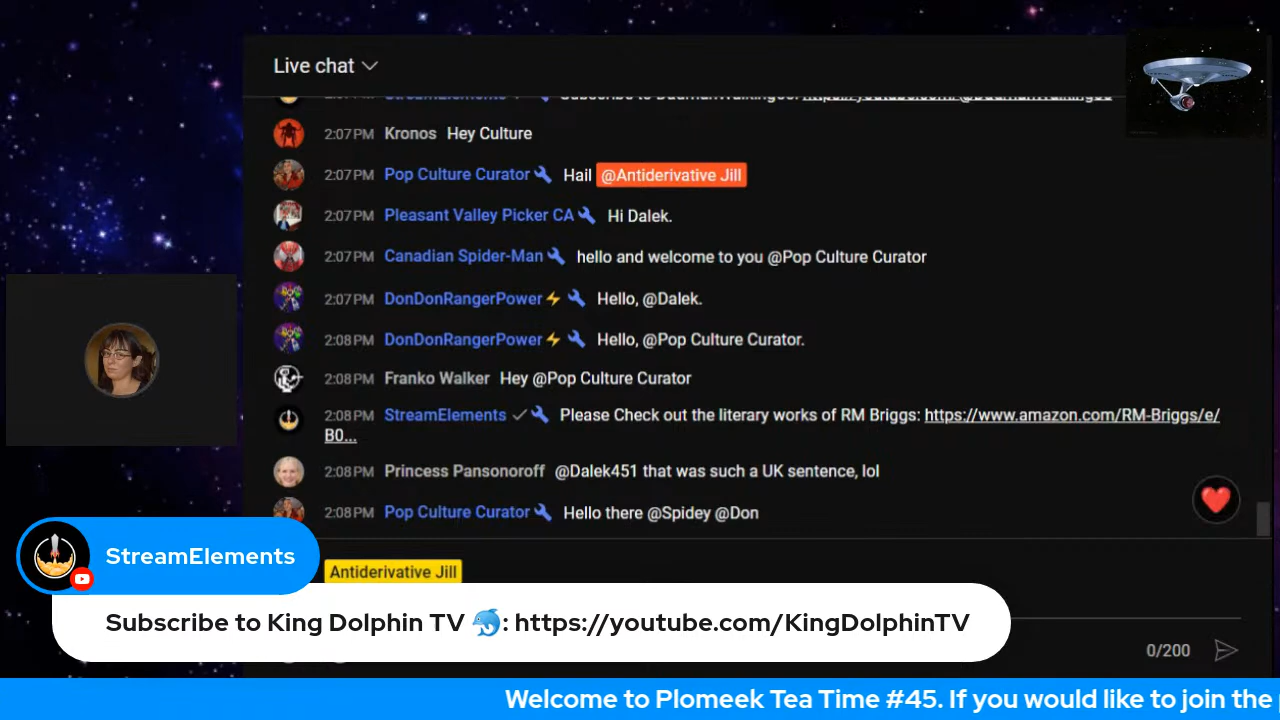 Live chat
2:07PM Kronos Hey Culture
2:07PM Pop Culture Curator Hail @Antiderivative Jill
2:07PM Pleasant Valley Picker CA Hi Dalek.
2:07PM Canadian Spider-Man hello and welcome to you @Pop Culture Curator
2:07PM DonDonRangerPower⚡ Hello, @Dalek.
2:08PM DonDonRangerPower⚡ Hello, @Pop Culture Curator.
2:08PM Franko Walker Hey @Pop Culture Curator
2:08PM StreamElements Please Check out the literary works of RM Briggs: https://www.amazon.com/RM-Briggs/e/
B0...
2:08PM Princess Pansonoroff @Dalek451 that was such a UK sentence, lol
2:08PM Pop Culture Curator Hello there @Spidey @Don
StreamElements
Antiderivative Jill
Subscribe to King Dolphin TV 🐬: https://youtube.com/KingDolphinTV
0/200
Welcome to Plomeek Tea Time #45. If you would like to join the